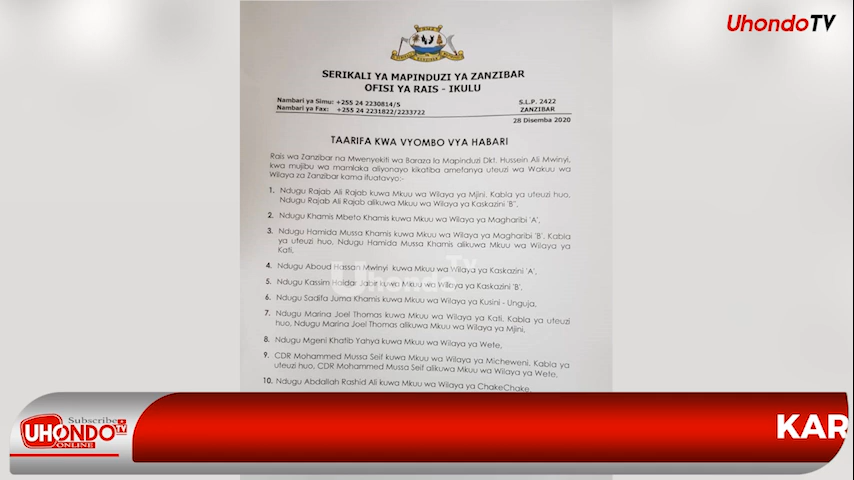 UhondoTV
SERIKALI YA MAPINDUZI YA ZANZIBAR
OFISI YA RAIS - IKULU
Nambari ya Simu: +255 24 2230814/5
Nambari ya Fax: +255 24 2231822/2233722
S.L.P. 2422
ZANZIBAR
28 Disemba 2020
TAARIFA KWA VYOMBO VYA HABARI
Rais wa Zanzibar na Mwenyekiti wa Baraza la Mapinduzi Dkt. Hussein Ali Mwinyi,
kwa mujibu wa mamlaka aliyonayo kikatiba ametanya uteuzi wa Wakuu wa
Wilaya za Zanzibar kama ifuatavyo:-
1. Ndugu Rajab Ali Rajab kuwa Mkuu wa Wilaya ya Mjini. Kabla ya uteuzi huo,
Ndugu Rajab Ali Rajab alikuwa Mkuu wa Wilaya ya Kaskazini 'B",
2. Ndugu Khamis Mbeto Khamis kuwa Mkuu wa Wilaya ya Magharibi 'A',
3. Ndugu Hamida Mussa Khamis kuwa Mkuu wa Wilaya ya Magharibi 'B'. Kabla
ya uteuzi huo, Ndugu Hamida Mussa Khamis alikuwa Mkuu wa Wilaya ya
Kati,
4. Ndugu Aboud Hassan Mwinyi kuwa Mkuu wa Wilaya ya Kaskazini 'A',
5. Ndugu Kassim Haidar Jabir kuwa Mkuu wa Wilaya ya Kaskazini 'B',
6. Ndugu Sadifa Juma Khamis kuwa Mkuu wa Wilaya ya Kusini - Unguja,
7. Ndugu Marina Joel Thomas kuwa Mkuu wa Wilaya ya Kati, Kabla ya uteuzi
huo, Ndugu Marina Joel Thomas alikuwa Mkuu wa Wilaya ya Mjini,
8. Ndugu Mgeni Khatib Yahya kuwa Mkuu wa Wilaya ya Wete,
9. CDR Mohammed Mussa Seif kuwa Mkuu wa Wilaya ya Micheweni, Kabla ya
uteuzi huo, CDR Mohammed Mussa Seif alikuwa Mkuu wa Wilaya ya Wete,
10. Ndugu Abdallah Rashid Ali kuwa Mkuu wa Wilaya ya ChakeChake,
Uhondo Tv
Subscribe
UHONDO TV
ONLINE
KAR